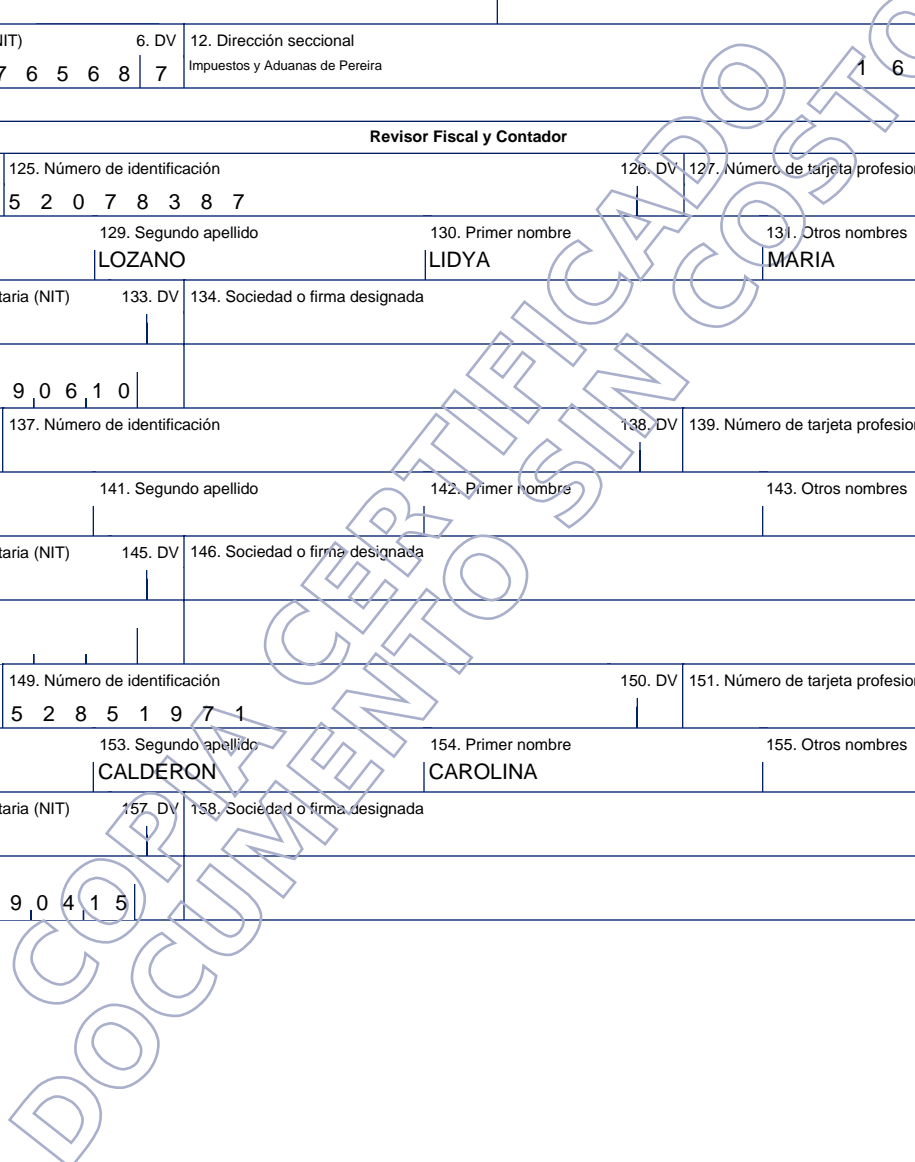 NIT) 6. DV 12. Dirección seccional
7 6 5 6 8 7 Impuestos y Aduanas de Pereira 1 6
Revisor Fiscal y Contador
125. Número de identificación 126. DV 127. Número de tarjeta profesion
5 2 0 7 8 3 8 7
129. Segundo apellido 130. Primer nombre 131. Otros nombres
LOZANO LIDYA MARIA
taria (NIT) 133. DV 134. Sociedad o firma designada
9 0 6 1 0
137. Número de identificación 138. DV 139. Número de tarjeta profesion
141. Segundo apellido 142. Primer nombre 143. Otros nombres
taria (NIT) 145. DV 146. Sociedad o firma designada
149. Número de identificación 150. DV 151. Número de tarjeta profesion
5 2 8 5 1 9 7 1
153. Segundo apellido 154. Primer nombre 155. Otros nombres
CALDERON CAROLINA
taria (NIT) 157. DV 158. Sociedad o firma designada
9 0 4 1 5
COPIA CERTIFICADO
DOCUMENTO SIN COSTO